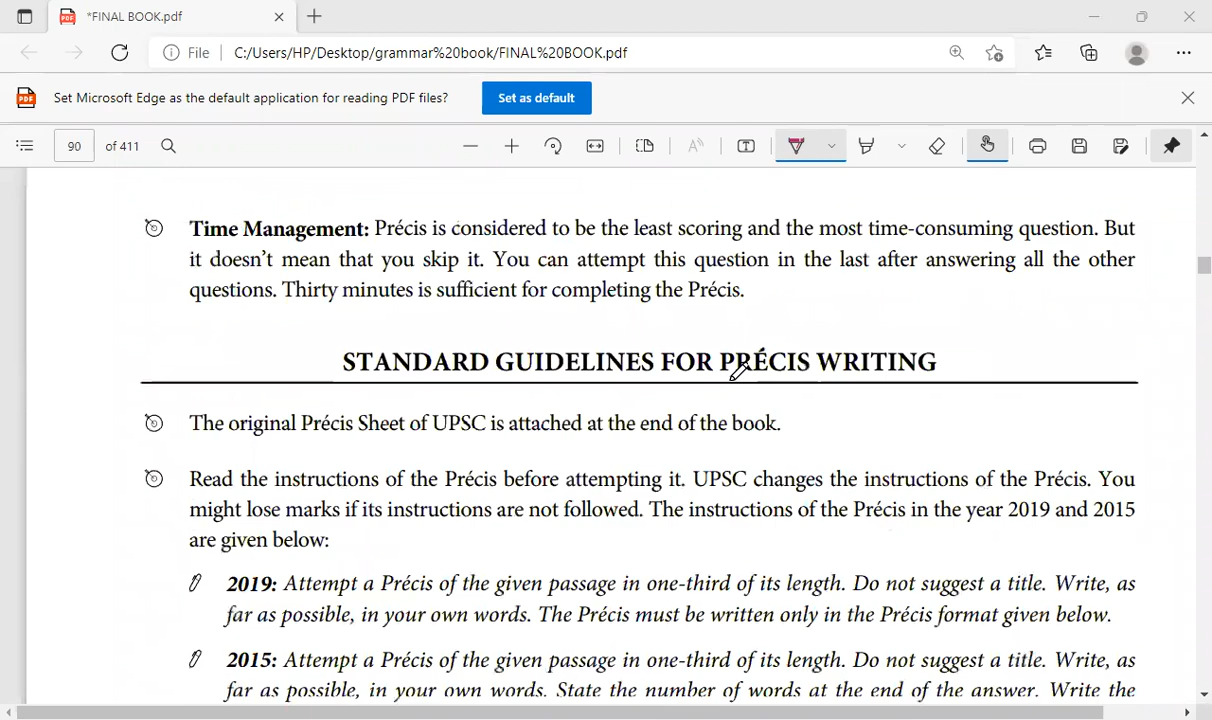 *FINAL BOOK.pdf
File C:/Users/HP/Desktop/grammar%20book/FINAL%20BOOK.pdf
PDF Set Microsoft Edge as the default application for reading PDF files? Set as default
90 of 411
Time Management: Précis is considered to be the least scoring and the most time-consuming question. But
it doesn't mean that you skip it. You can attempt this question in the last after answering all the other
questions. Thirty minutes is sufficient for completing the Précis.
STANDARD GUIDELINES FOR PRÉCIS WRITING
The original Précis Sheet of UPSC is attached at the end of the book.
Read the instructions of the Précis before attempting it. UPSC changes the instructions of the Précis. You
might lose marks if its instructions are not followed. The instructions of the Précis in the year 2019 and 2015
are given below:
2019: Attempt a Précis of the given passage in one-third of its length. Do not suggest a title. Write, as
far as possible, in your own words. The Précis must be written only in the Précis format given below.
2015: Attempt a Précis of the given passage in one-third of its length. Do not suggest a title. Write, as
far as possible, in your own words. State the number of words at the end of the answer. Write the